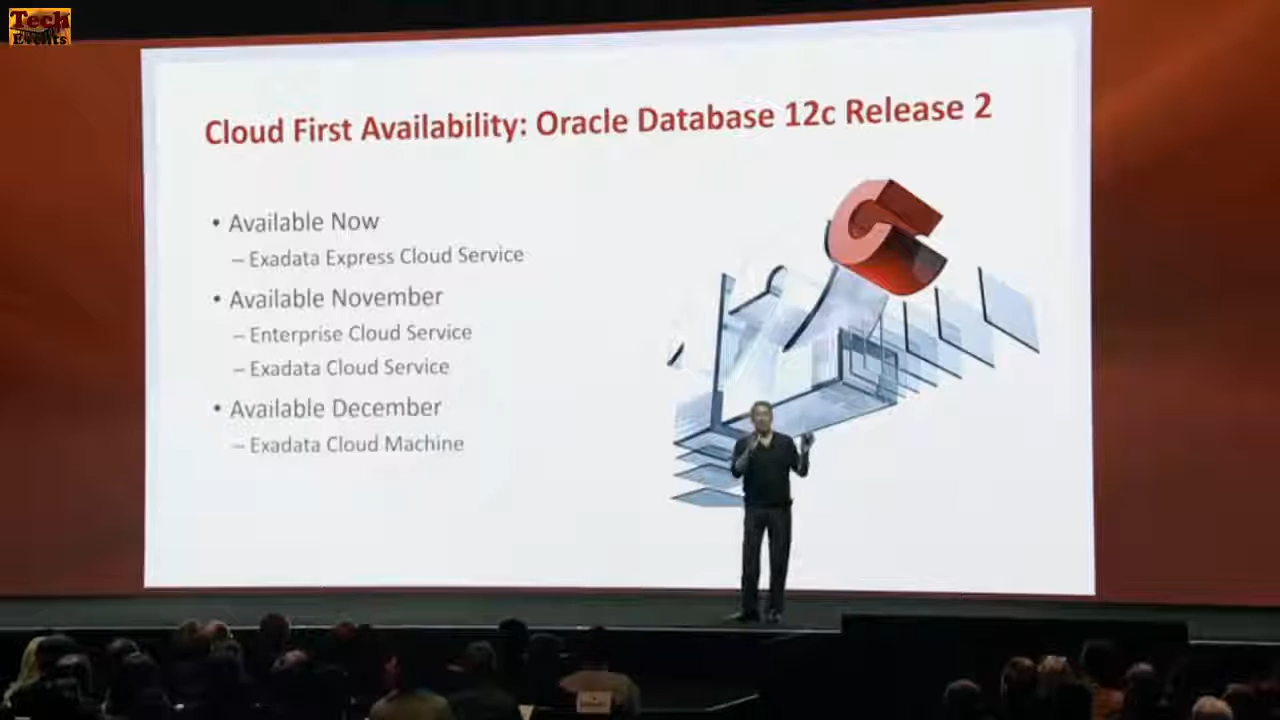 Tech
Events
Cloud First Availability: Oracle Database 12c Release 2
• Available Now
– Exadata Express Cloud Service
• Available November
– Enterprise Cloud Service
– Exadata Cloud Service
• Available December
– Exadata Cloud Machine